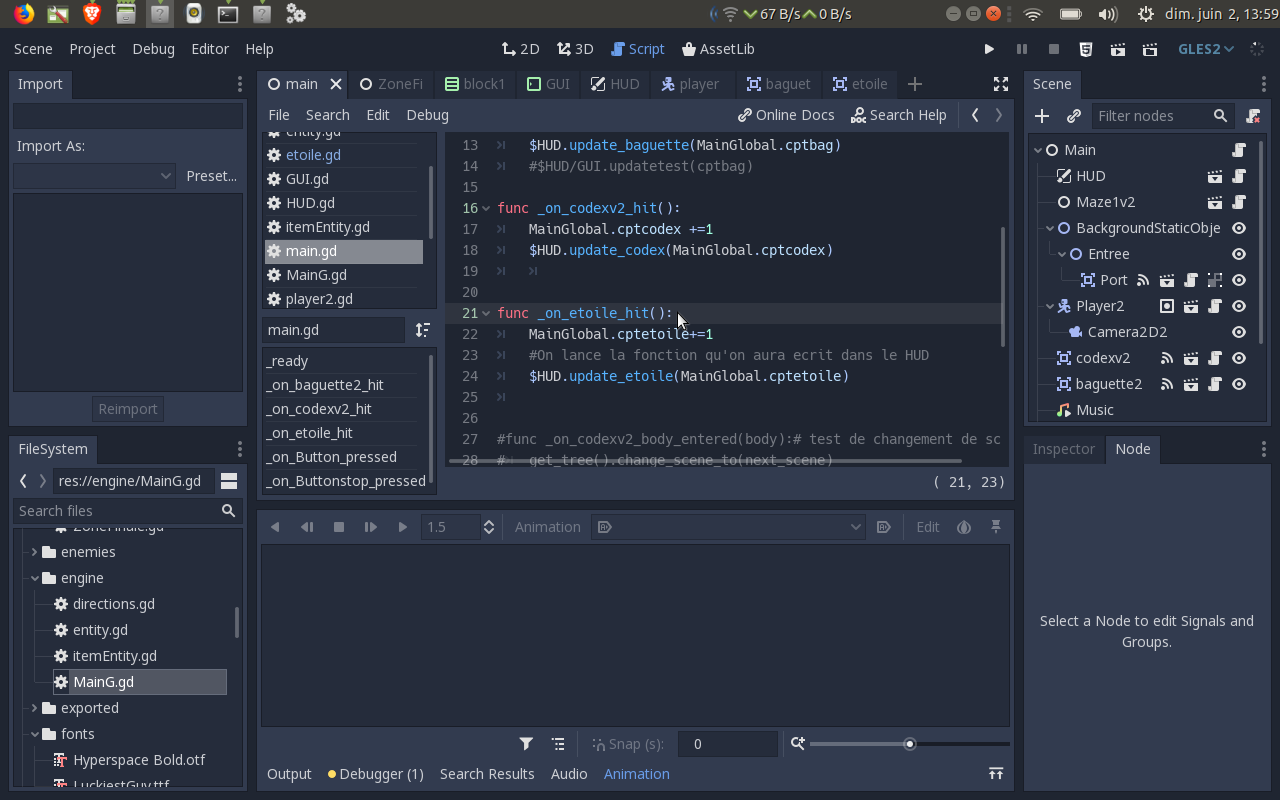 67 B/s 0 B/s
dim. juin 2, 13:59
Scene Project Debug Editor Help
2D 3D Script AssetLib
GLES2
Import
Import As:
Preset...
Reimport
main ZoneFi block1 GUI HUD player baguet etoile
File Search Edit Debug
Online Docs Search Help
entity.gd
etoile.gd
GUI.gd
HUD.gd
itemEntity.gd
main.gd
MainG.gd
player2.gd
main.gd
_ready
_on_baguette2_hit
_on_codexv2_hit
_on_etoile_hit
_on_Button_pressed
_on_Buttonstop_pressed
13 $HUD.update_baguette(MainGlobal.cptbag)
14 #$HUD/GUI.updatetest(cptbag)
15
16 func _on_codexv2_hit():
17 MainGlobal.cptcodex +=1
18 $HUD.update_codex(MainGlobal.cptcodex)
19
20
21 func _on_etoile_hit():
22 MainGlobal.cptetoile+=1
23 #On lance la fonction qu'on aura ecrit dans le HUD
24 $HUD.update_etoile(MainGlobal.cptetoile)
25
26
27 #func _on_codexv2_body_entered(body):# test de changement de sc
28 # get_tree().change_scene_to(next_scene)
( 21, 23)
Scene
Filter nodes
Main
HUD
Maze1v2
BackgroundStaticObje
Entree
Port
Player2
Camera2D2
codexv2
baguette2
Music
FileSystem
res://engine/MainG.gd
Search files
ZoneFinale.gd
enemies
engine
directions.gd
entity.gd
itemEntity.gd
MainG.gd
exported
fonts
Hyperspace Bold.otf
LuckiestGuy.ttf
1.5 Animation Edit
Snap (s): 0
Output Debugger (1) Search Results Audio Animation
Inspector Node
Select a Node to edit Signals and
Groups.